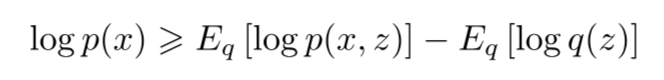 log p(x) ⩾ E_q [log p(x, z)] − E_q [log q(z)]